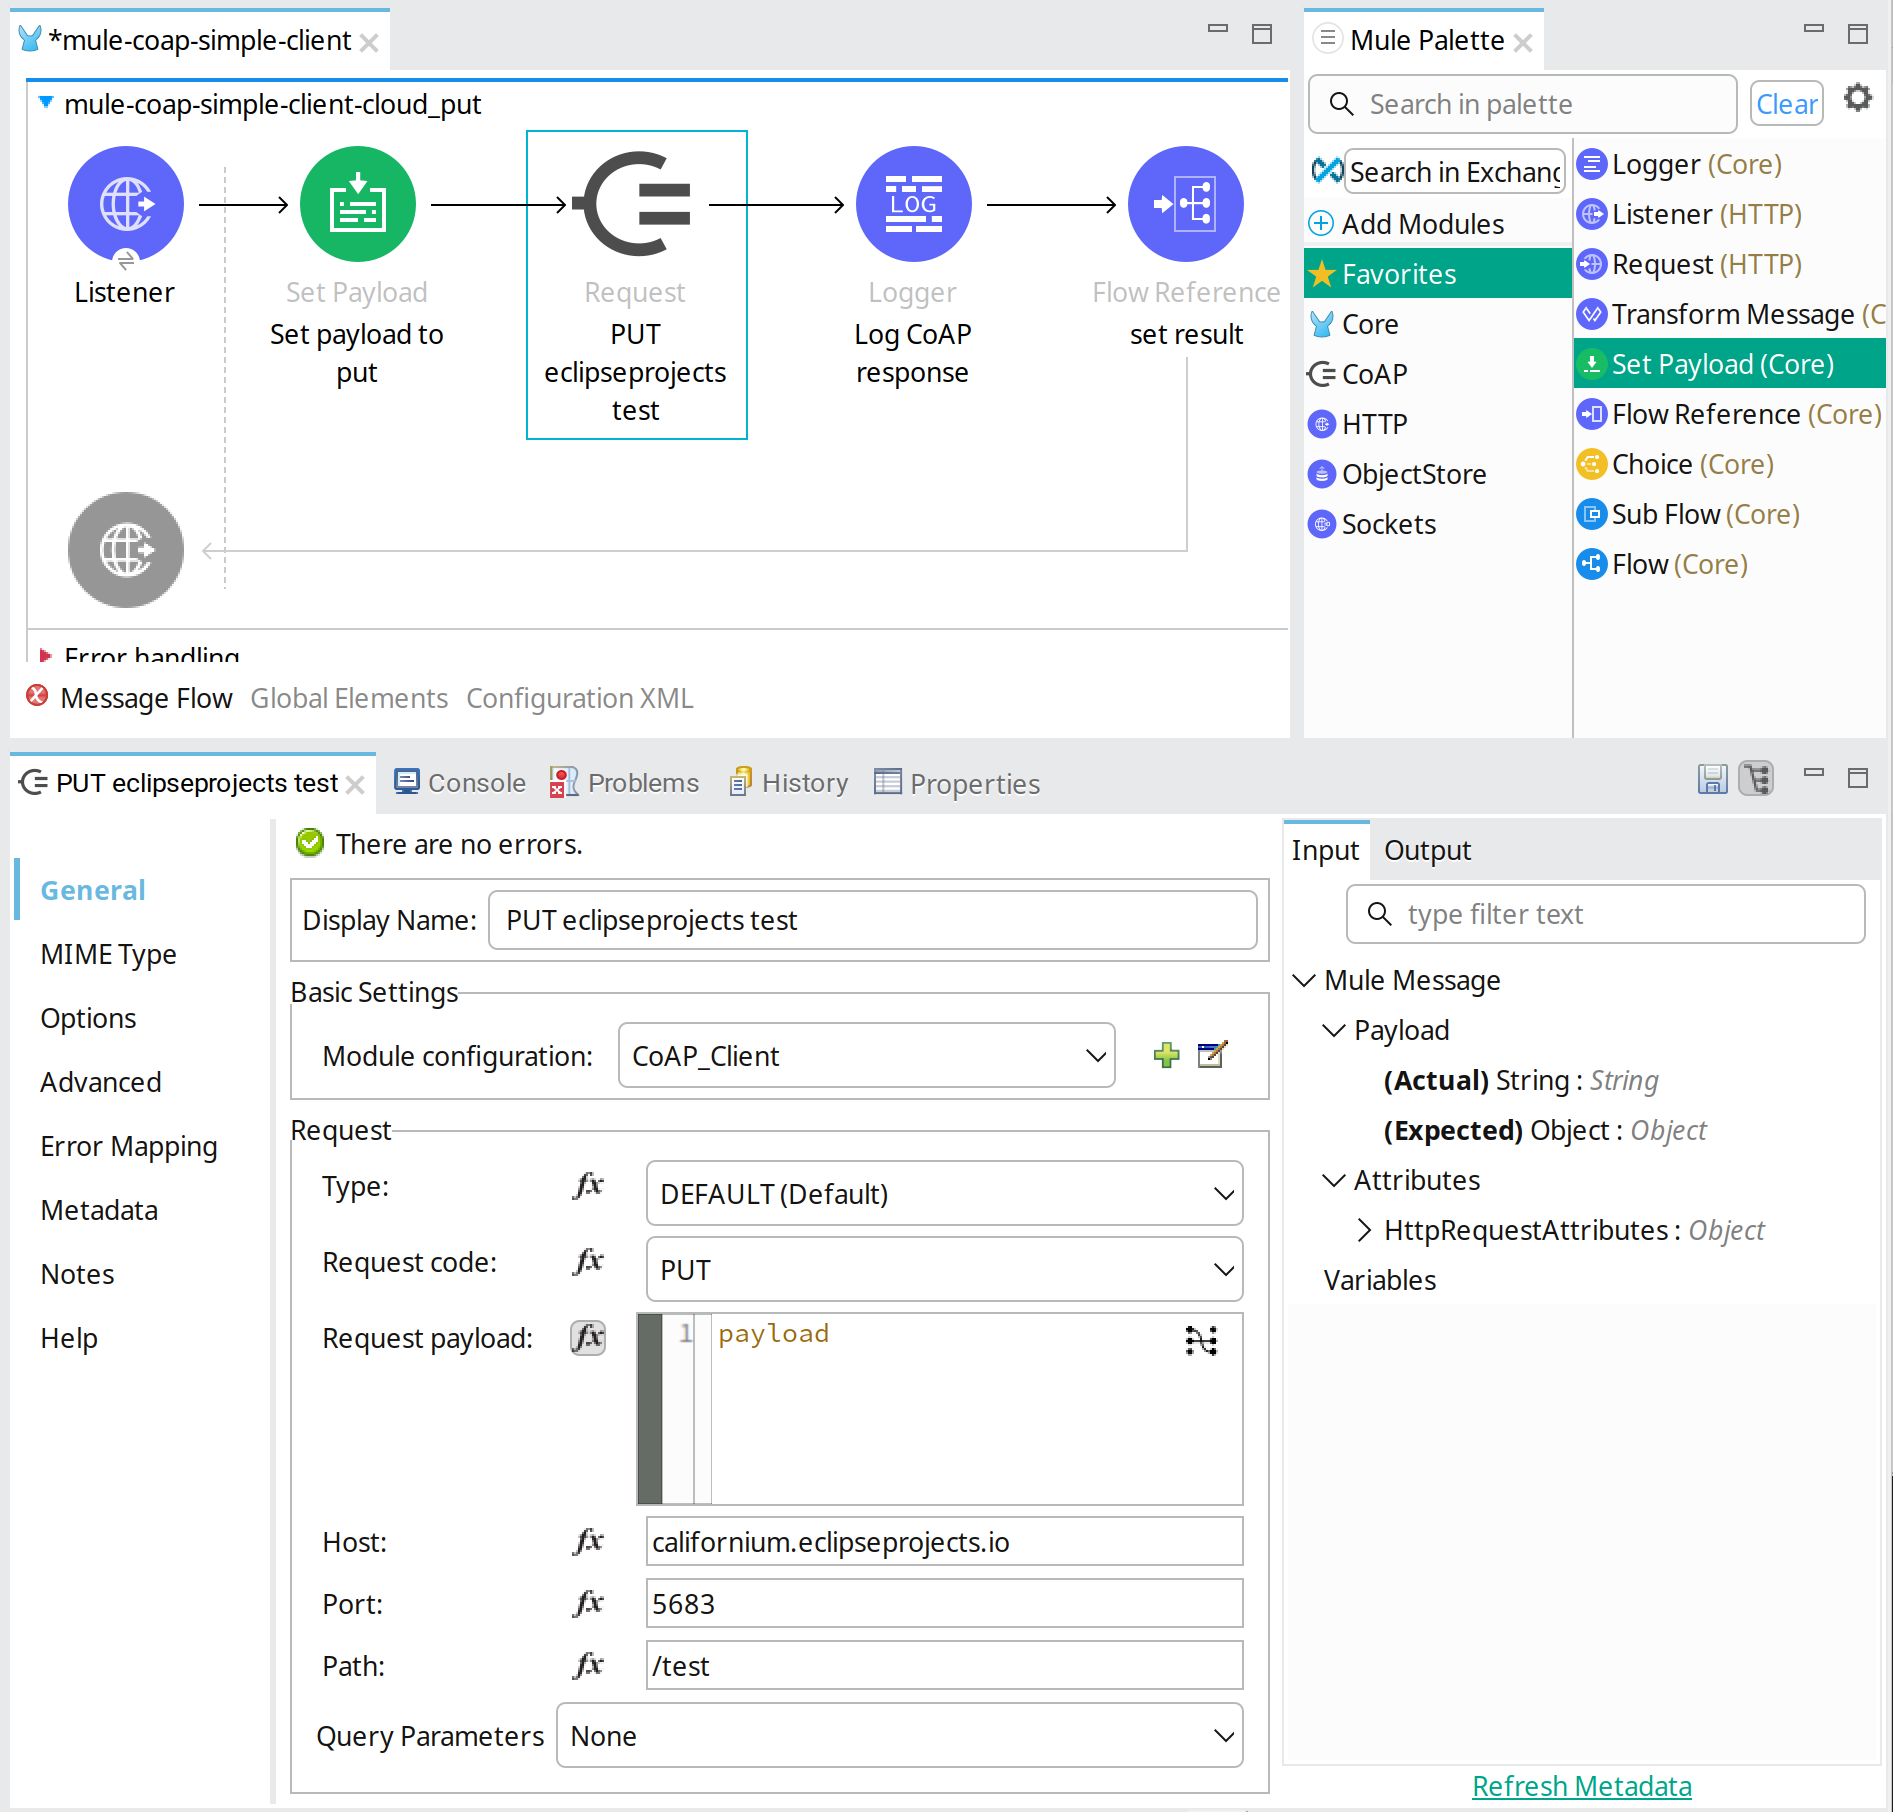 *mule-coap-simple-client
mule-coap-simple-client-cloud_put
Listener
Set Payload
Set payload to
put
Request
PUT
eclipseprojects
test
LOG
Logger
Log CoAP
response
Flow Reference
set result
Error handling
Message Flow Global Elements Configuration XML
Mule Palette
Search in palette
Clear
Search in Exchang
Add Modules
Favorites
Core
CoAP
HTTP
ObjectStore
Sockets
Logger (Core)
Listener (HTTP)
Request (HTTP)
Transform Message (C
Set Payload (Core)
Flow Reference (Core)
Choice (Core)
Sub Flow (Core)
Flow (Core)
PUT eclipseprojects test Console Problems History Properties
General
MIME Type
Options
Advanced
Error Mapping
Metadata
Notes
Help
There are no errors.
Display Name: PUT eclipseprojects test
Basic Settings
Module configuration: CoAP_Client
Request
Type: fx DEFAULT (Default)
Request code: fx PUT
Request payload: fx 1 payload
Host: fx californium.eclipseprojects.io
Port: fx 5683
Path: fx /test
Query Parameters None
Input Output
type filter text
Mule Message
Payload
(Actual) String : String
(Expected) Object : Object
Attributes
HttpRequestAttributes : Object
Variables
Refresh Metadata